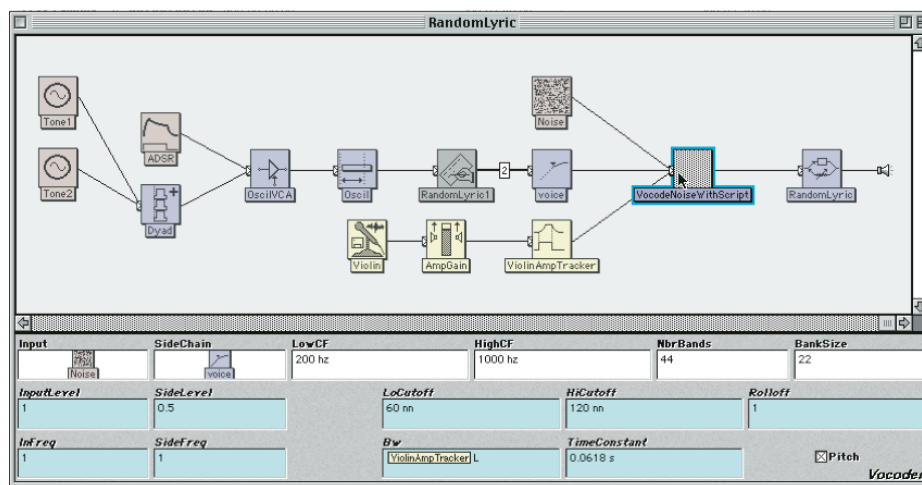 RandomLyric
Tone1
Noise
ADSR
Tone2
OscilVCA
Oscil
RandomLyric1
2
voice
VocodeNoiseWithScript
RandomLyric
Dyad
Violin
AmpGain
ViolinAmpTracker
Input
SideChain
LowCF
HighCF
NbrBands
BankSize
Noise
voice
200 hz
1000 hz
44
22
InputLevel
SideLevel
LoCutoff
HiCutoff
Rolloff
1
0.5
60 nn
120 nn
1
InFreq
SideFreq
Bw
TimeConstant
1
1
ViolinAmpTracker L
0.0618 s
Pitch
Vocoder